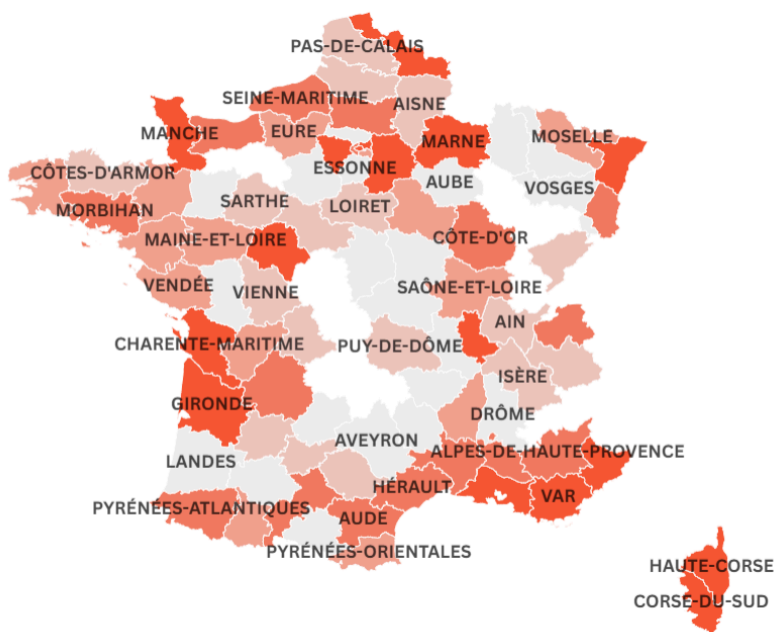 PAS-DE-CALAIS
SEINE-MARITIME
AISNE
MANCHE
EURE
MARNE
MOSELLE
ESSONNE
CÔTES-D'ARMOR
AUBE
VOSGES
SARTHE
LOIRET
MORBIHAN
MAINE-ET-LOIRE
CÔTE-D'OR
VENDÉE
VIENNE
SAÔNE-ET-LOIRE
AIN
CHARENTE-MARITIME
PUY-DE-DÔME
ISÈRE
GIRONDE
DRÔME
AVEYRON
ALPES-DE-HAUTE-PROVENCE
LANDES
HÉRAULT
VAR
PYRÉNÉES-ATLANTIQUES
AUDE
PYRÉNÉES-ORIENTALES
HAUTE-CORSE
CORSE-DU-SUD